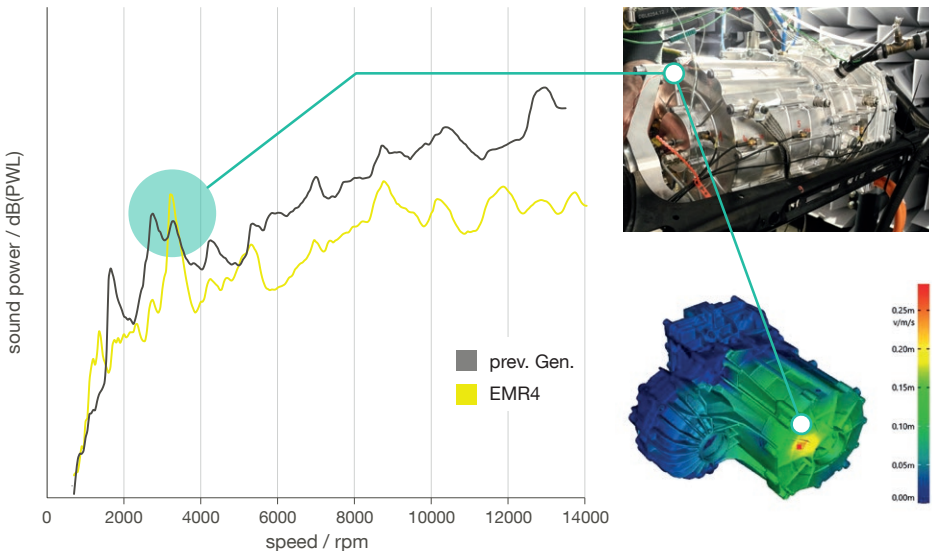 sound power / dB(PWL)
prev. Gen.
EMR4
0
2000
4000
6000
8000
10000
12000
14000
speed / rpm
0.25m
v/m/s
0.20m
0.15m
0.10m
0.05m
0.00m